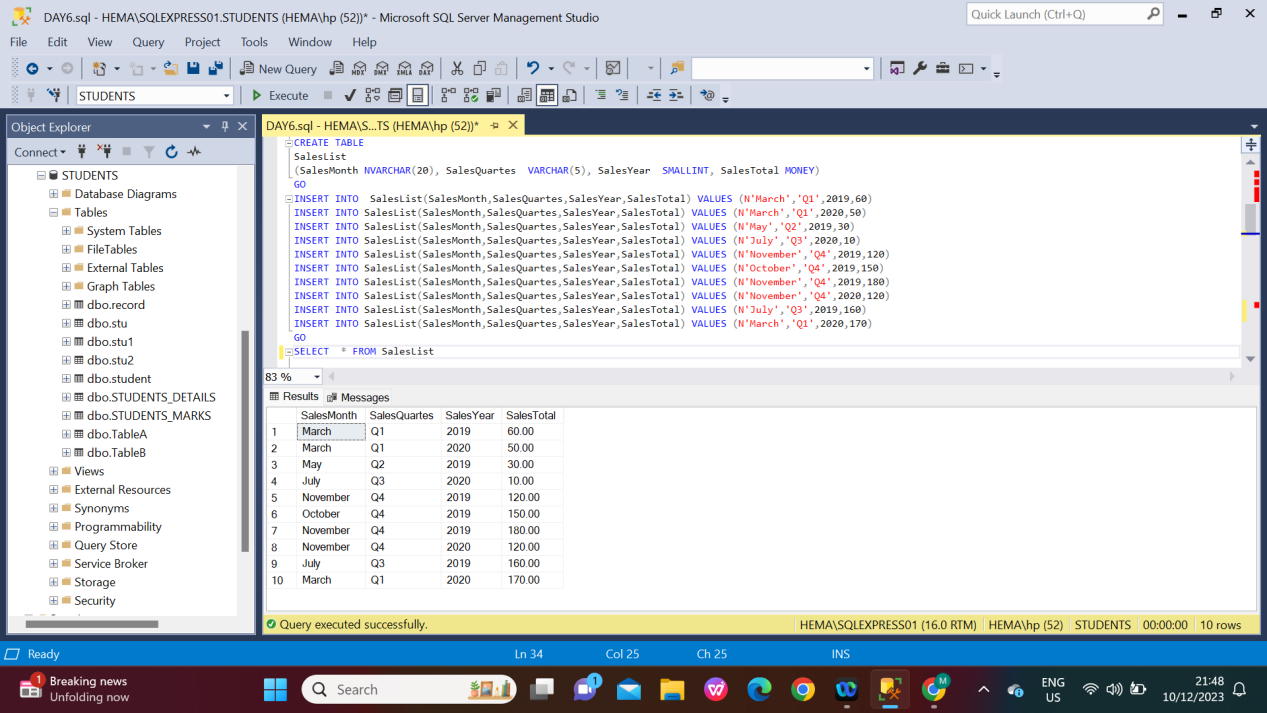 DAY6.sql - HEMA\SQLEXPRESS01.STUDENTS (HEMA\hp (52))* - Microsoft SQL Server Management Studio
Quick Launch (Ctrl+Q)
File Edit View Query Project Tools Window Help
New Query MDX DMX XMLA DAX
STUDENTS Execute
Object Explorer
DAY6.sql - HEMA\S...TS (HEMA\hp (52))*
Connect
STUDENTS
Database Diagrams
Tables
System Tables
FileTables
External Tables
Graph Tables
dbo.record
dbo.stu
dbo.stu1
dbo.stu2
dbo.student
dbo.STUDENTS_DETAILS
dbo.STUDENTS_MARKS
dbo.TableA
dbo.TableB
Views
External Resources
Synonyms
Programmability
Query Store
Service Broker
Storage
Security
CREATE TABLE
SalesList
(SalesMonth NVARCHAR(20), SalesQuartes VARCHAR(5), SalesYear SMALLINT, SalesTotal MONEY)
GO
INSERT INTO SalesList(SalesMonth,SalesQuartes,SalesYear,SalesTotal) VALUES (N'March','Q1',2019,60)
INSERT INTO SalesList(SalesMonth,SalesQuartes,SalesYear,SalesTotal) VALUES (N'March','Q1',2020,50)
INSERT INTO SalesList(SalesMonth,SalesQuartes,SalesYear,SalesTotal) VALUES (N'May','Q2',2019,30)
INSERT INTO SalesList(SalesMonth,SalesQuartes,SalesYear,SalesTotal) VALUES (N'July','Q3',2020,10)
INSERT INTO SalesList(SalesMonth,SalesQuartes,SalesYear,SalesTotal) VALUES (N'November','Q4',2019,120)
INSERT INTO SalesList(SalesMonth,SalesQuartes,SalesYear,SalesTotal) VALUES (N'October','Q4',2019,150)
INSERT INTO SalesList(SalesMonth,SalesQuartes,SalesYear,SalesTotal) VALUES (N'November','Q4',2019,180)
INSERT INTO SalesList(SalesMonth,SalesQuartes,SalesYear,SalesTotal) VALUES (N'November','Q4',2020,120)
INSERT INTO SalesList(SalesMonth,SalesQuartes,SalesYear,SalesTotal) VALUES (N'July','Q3',2019,160)
INSERT INTO SalesList(SalesMonth,SalesQuartes,SalesYear,SalesTotal) VALUES (N'March','Q1',2020,170)
GO
SELECT * FROM SalesList
83 %
Results Messages
SalesMonth SalesQuartes SalesYear SalesTotal
1 March Q1 2019 60.00
2 March Q1 2020 50.00
3 May Q2 2019 30.00
4 July Q3 2020 10.00
5 November Q4 2019 120.00
6 October Q4 2019 150.00
7 November Q4 2019 180.00
8 November Q4 2020 120.00
9 July Q3 2019 160.00
10 March Q1 2020 170.00
Query executed successfully. HEMA\SQLEXPRESS01 (16.0 RTM) HEMA\hp (52) STUDENTS 00:00:00 10 rows
Ready Ln 34 Col 25 Ch 25 INS
1 Breaking news
Unfolding now
Search
1
M
ENG
US
21:48
10/12/2023